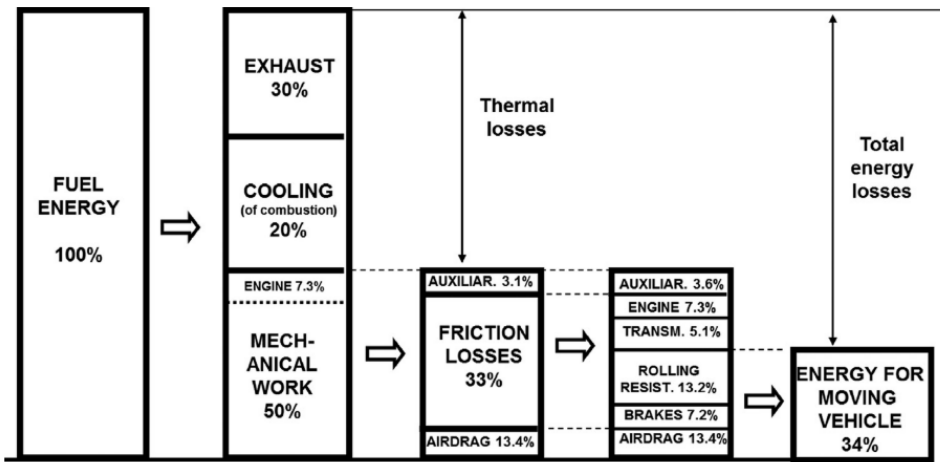 FUEL
ENERGY
100%
EXHAUST
30%
COOLING
(of combustion)
20%
ENGINE 7.3%
MECH-
ANICAL
WORK
50%
Thermal
losses
AUXILIAR. 3.1%
FRICTION
LOSSES
33%
AIRDRAG 13.4%
AUXILIAR. 3.6%
ENGINE 7.3%
TRANSM. 5.1%
ROLLING
RESIST. 13.2%
BRAKES 7.2%
AIRDRAG 13.4%
Total
energy
losses
ENERGY FOR
MOVING
VEHICLE
34%